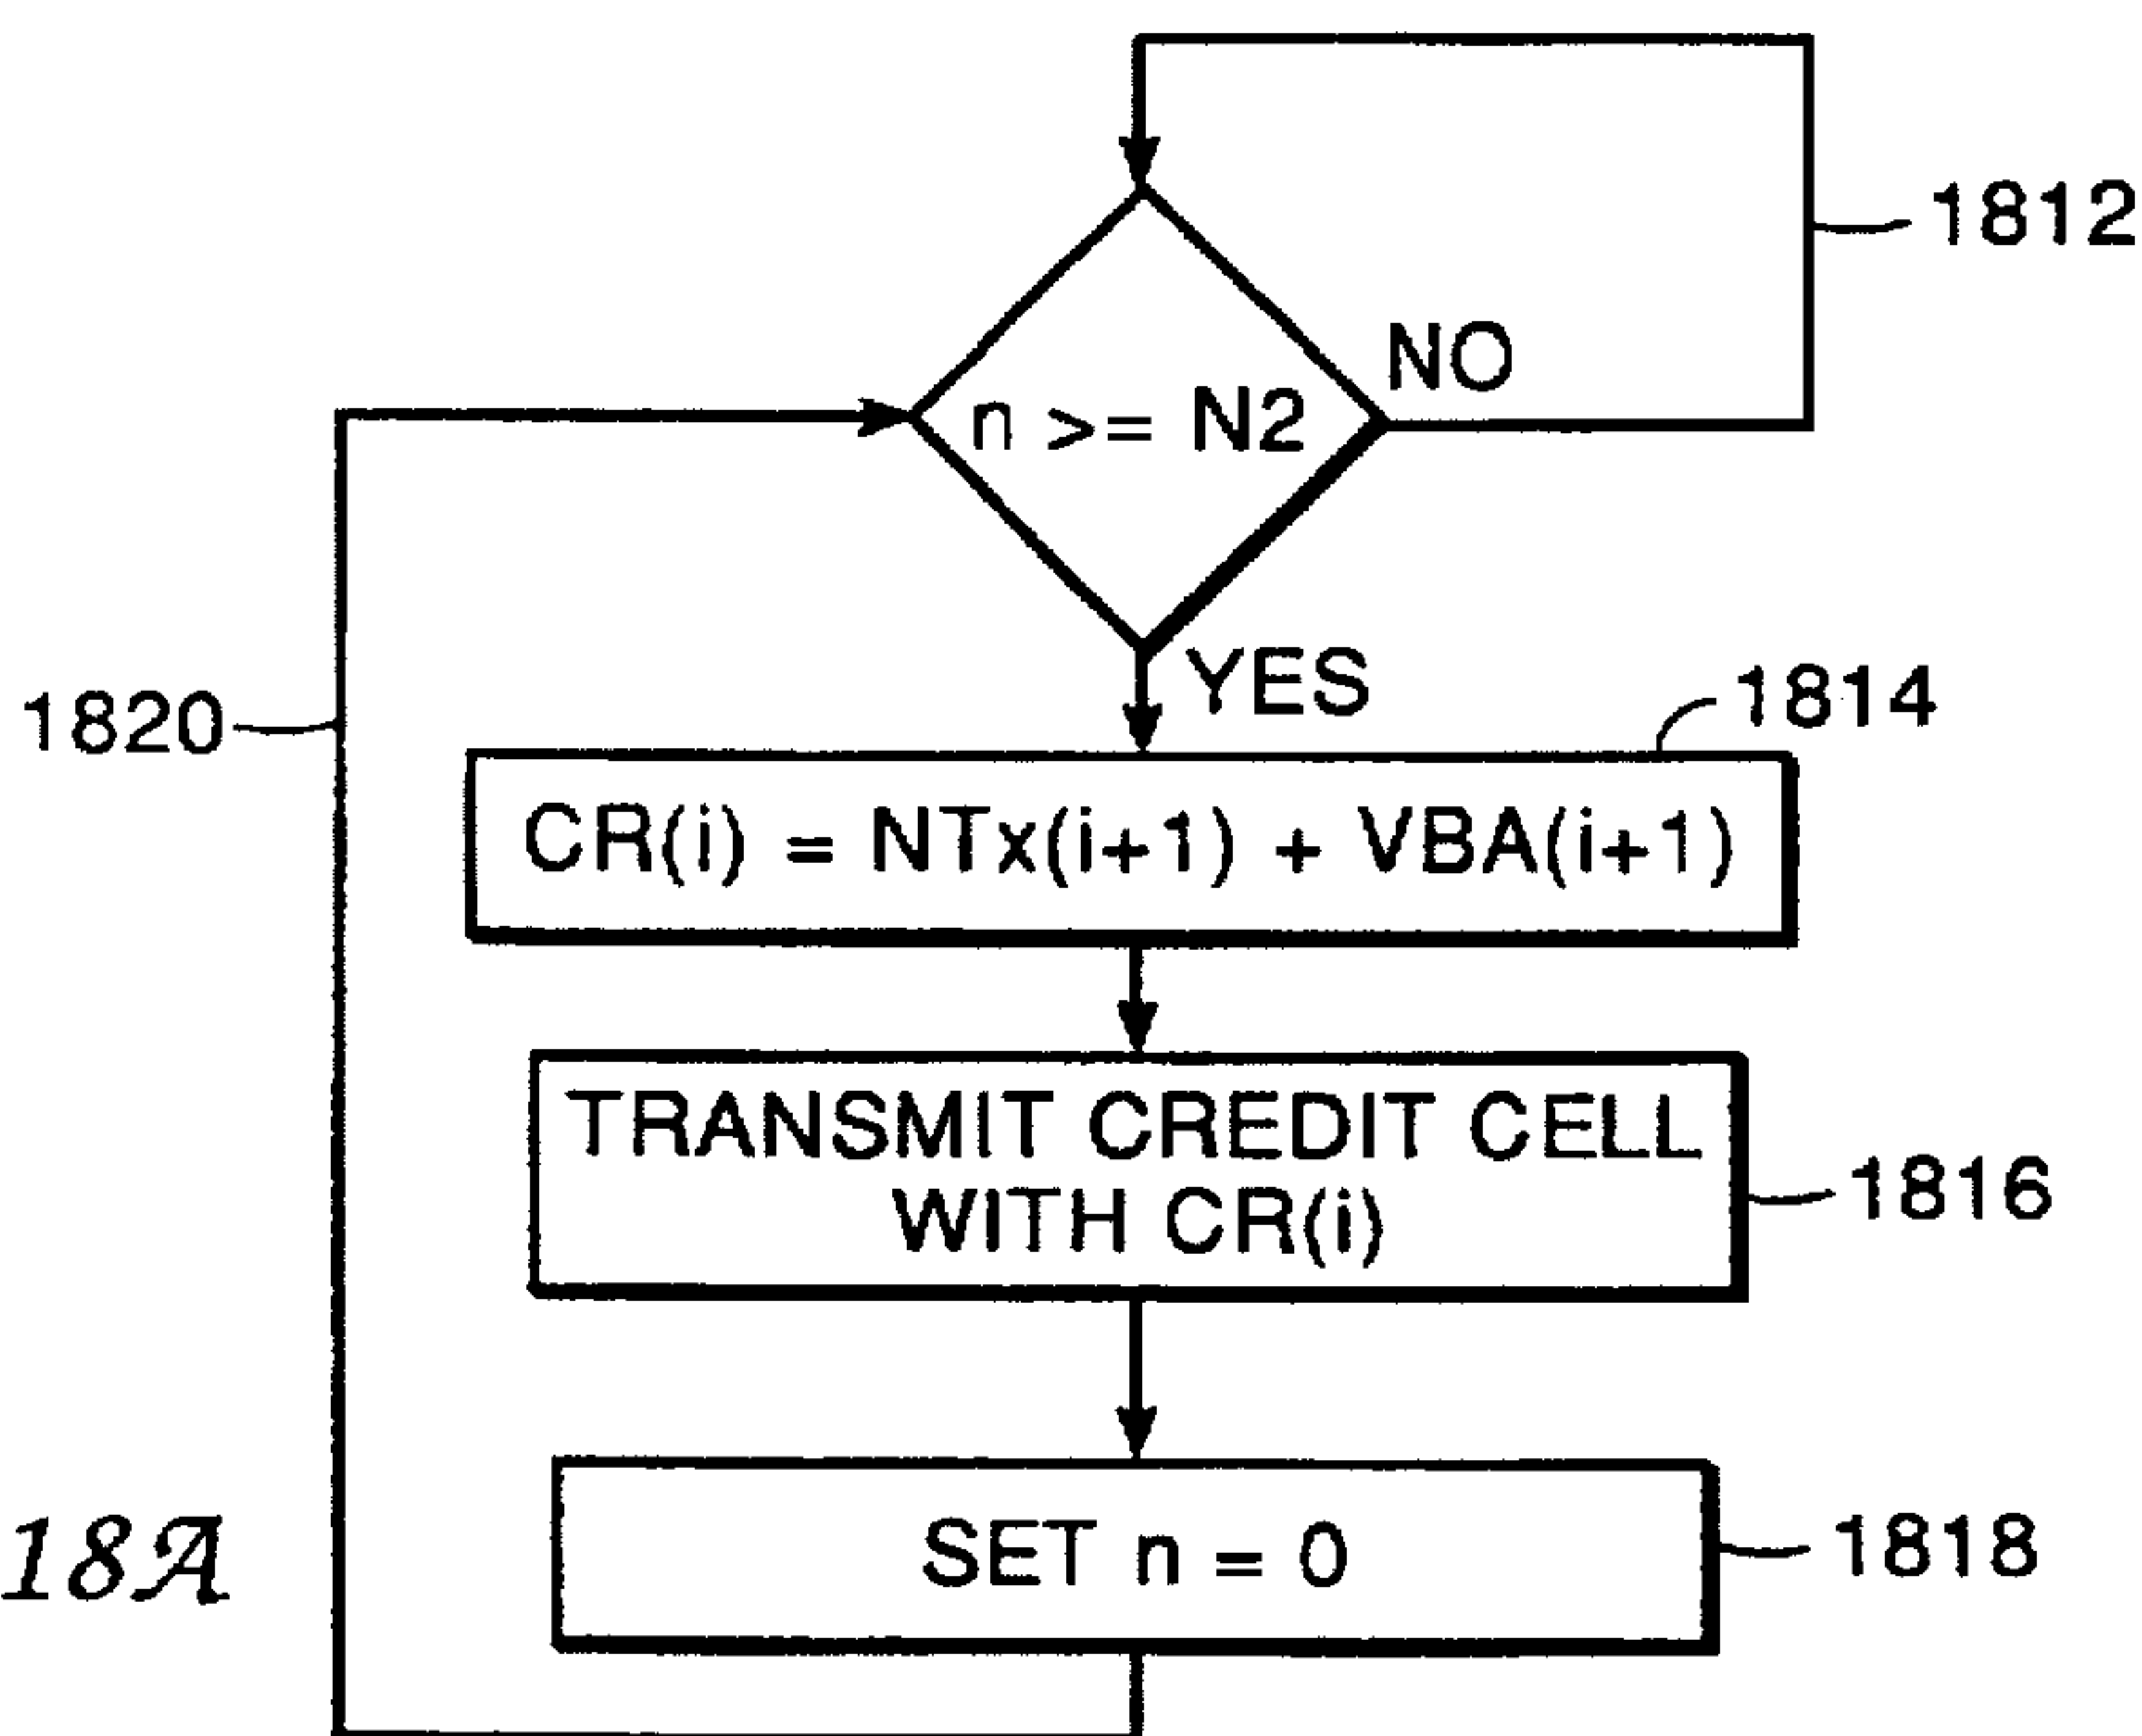 1812
NO
n >= N2
YES
1814
1820
CR(i) = NTx(i+1) + VBA(i+1)
TRANSMIT CREDIT CELL
WITH CR(i)
1816
SET n = 0
1818
18A